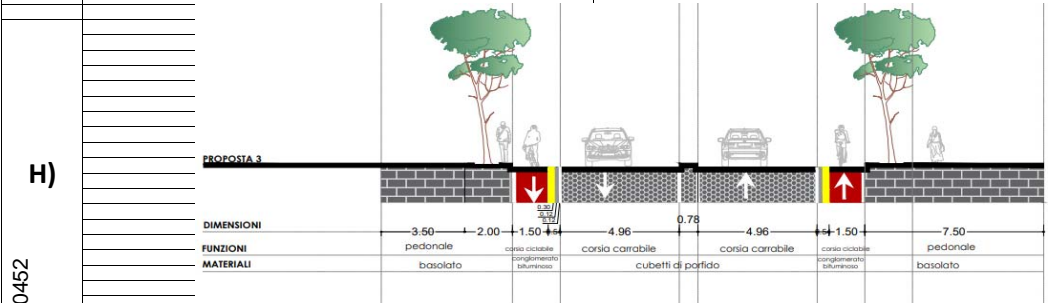 H)
0452
PROPOSTA 3
0.30
0.12
0.12
DIMENSIONI
3.50 2.00 1.50 4.96 0.78 4.96 1.50 7.50
FUNZIONI pedonale corsia ciclabile corsia carrabile corsia carrabile corsia ciclabile pedonale
MATERIALI basolato conglomerato bituminoso cubetti di porfido conglomerato bituminoso basolato